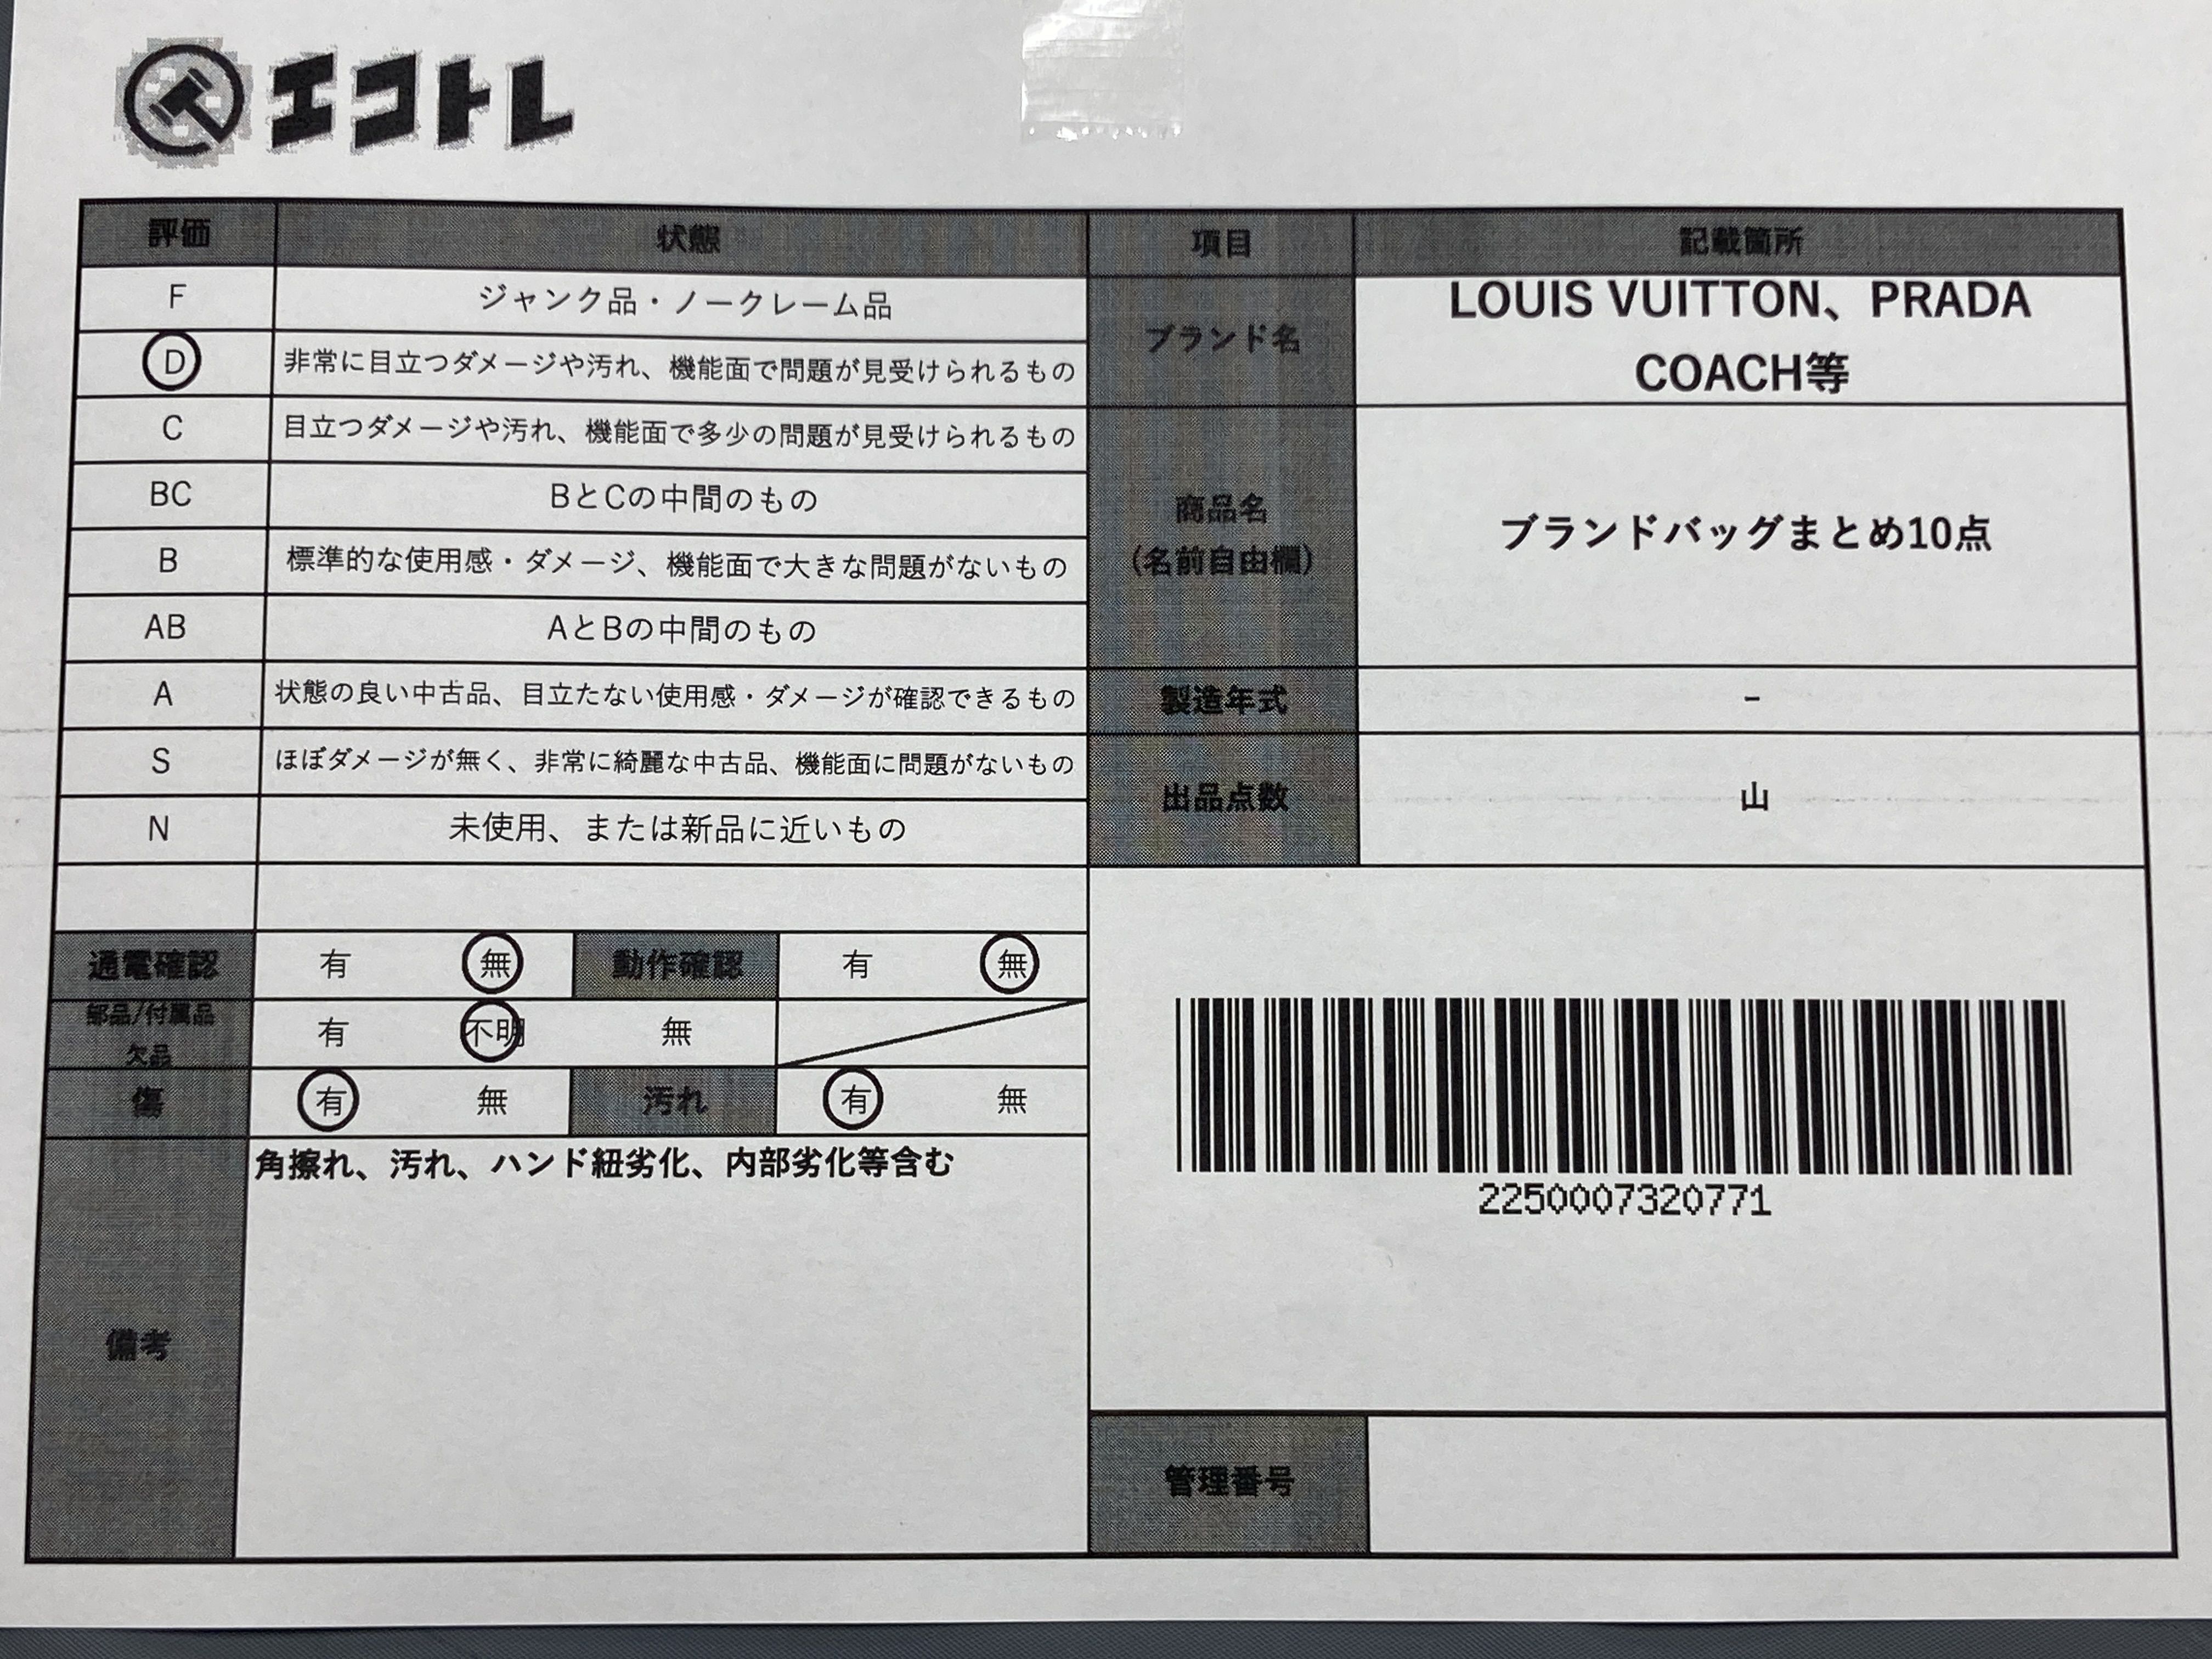 エコトレ
評価 状態 項目 記載箇所
F ジャンク品・ノークレーム品
D 非常に目立つダメージや汚れ、機能面で問題が見受けられるもの
C 目立つダメージや汚れ、機能面で多少の問題が見受けられるもの
BC BとCの中間のもの
B 標準的な使用感・ダメージ、機能面で大きな問題がないもの
AB AとBの中間のもの
A 状態の良い中古品、目立たない使用感・ダメージが確認できるもの
S ほぼダメージが無く、非常に綺麗な中古品、機能面に問題がないもの
N 未使用、または新品に近いもの
ブランド名 LOUIS VUITTON、PRADA
COACH等
商品名
(名前自由欄)
ブランドバッグまとめ10点
製造年式 -
出品点数 山
通電確認 有 無 動作確認 有 無
部品/付属品
欠品
有 不明 無
傷 有 無 汚れ 有 無
備考
角擦れ、汚れ、ハンド紐劣化、内部劣化等含む
2250007320771
管理番号